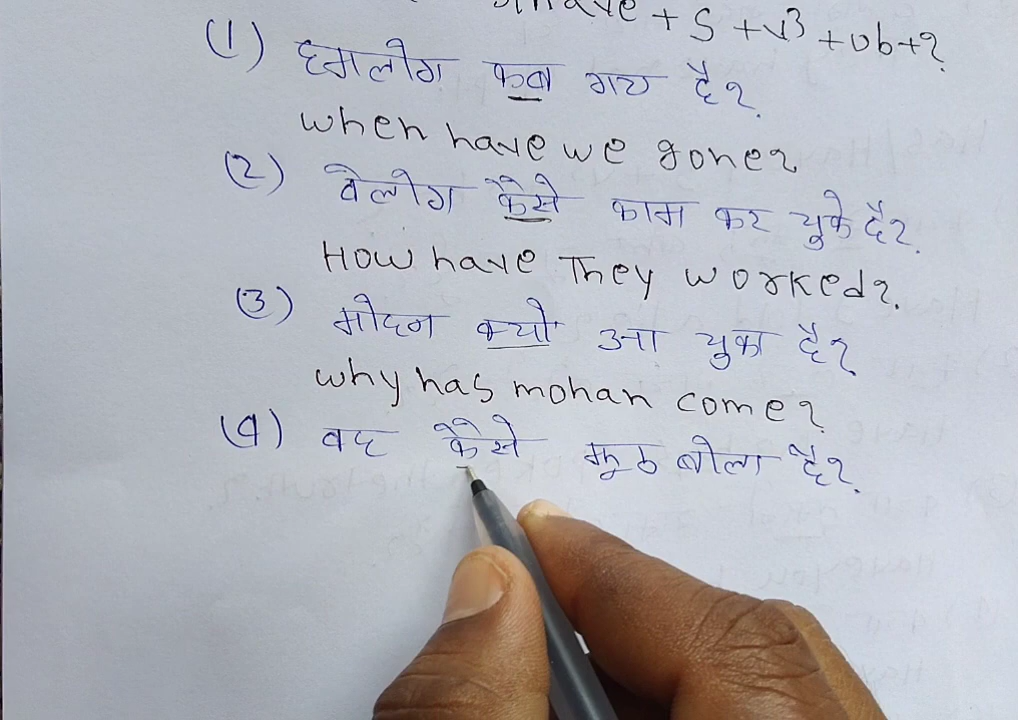 have + S + v3 + ob + ?
(1) हमलोग कब गए है?
when have we gone?
(2) वेलोग कैसे काम कर चुके है?
How have They worked?
(3) मोहन क्यो आ चुका है?
why has mohan come?
(4) वह कैसे झूठ बोला है?